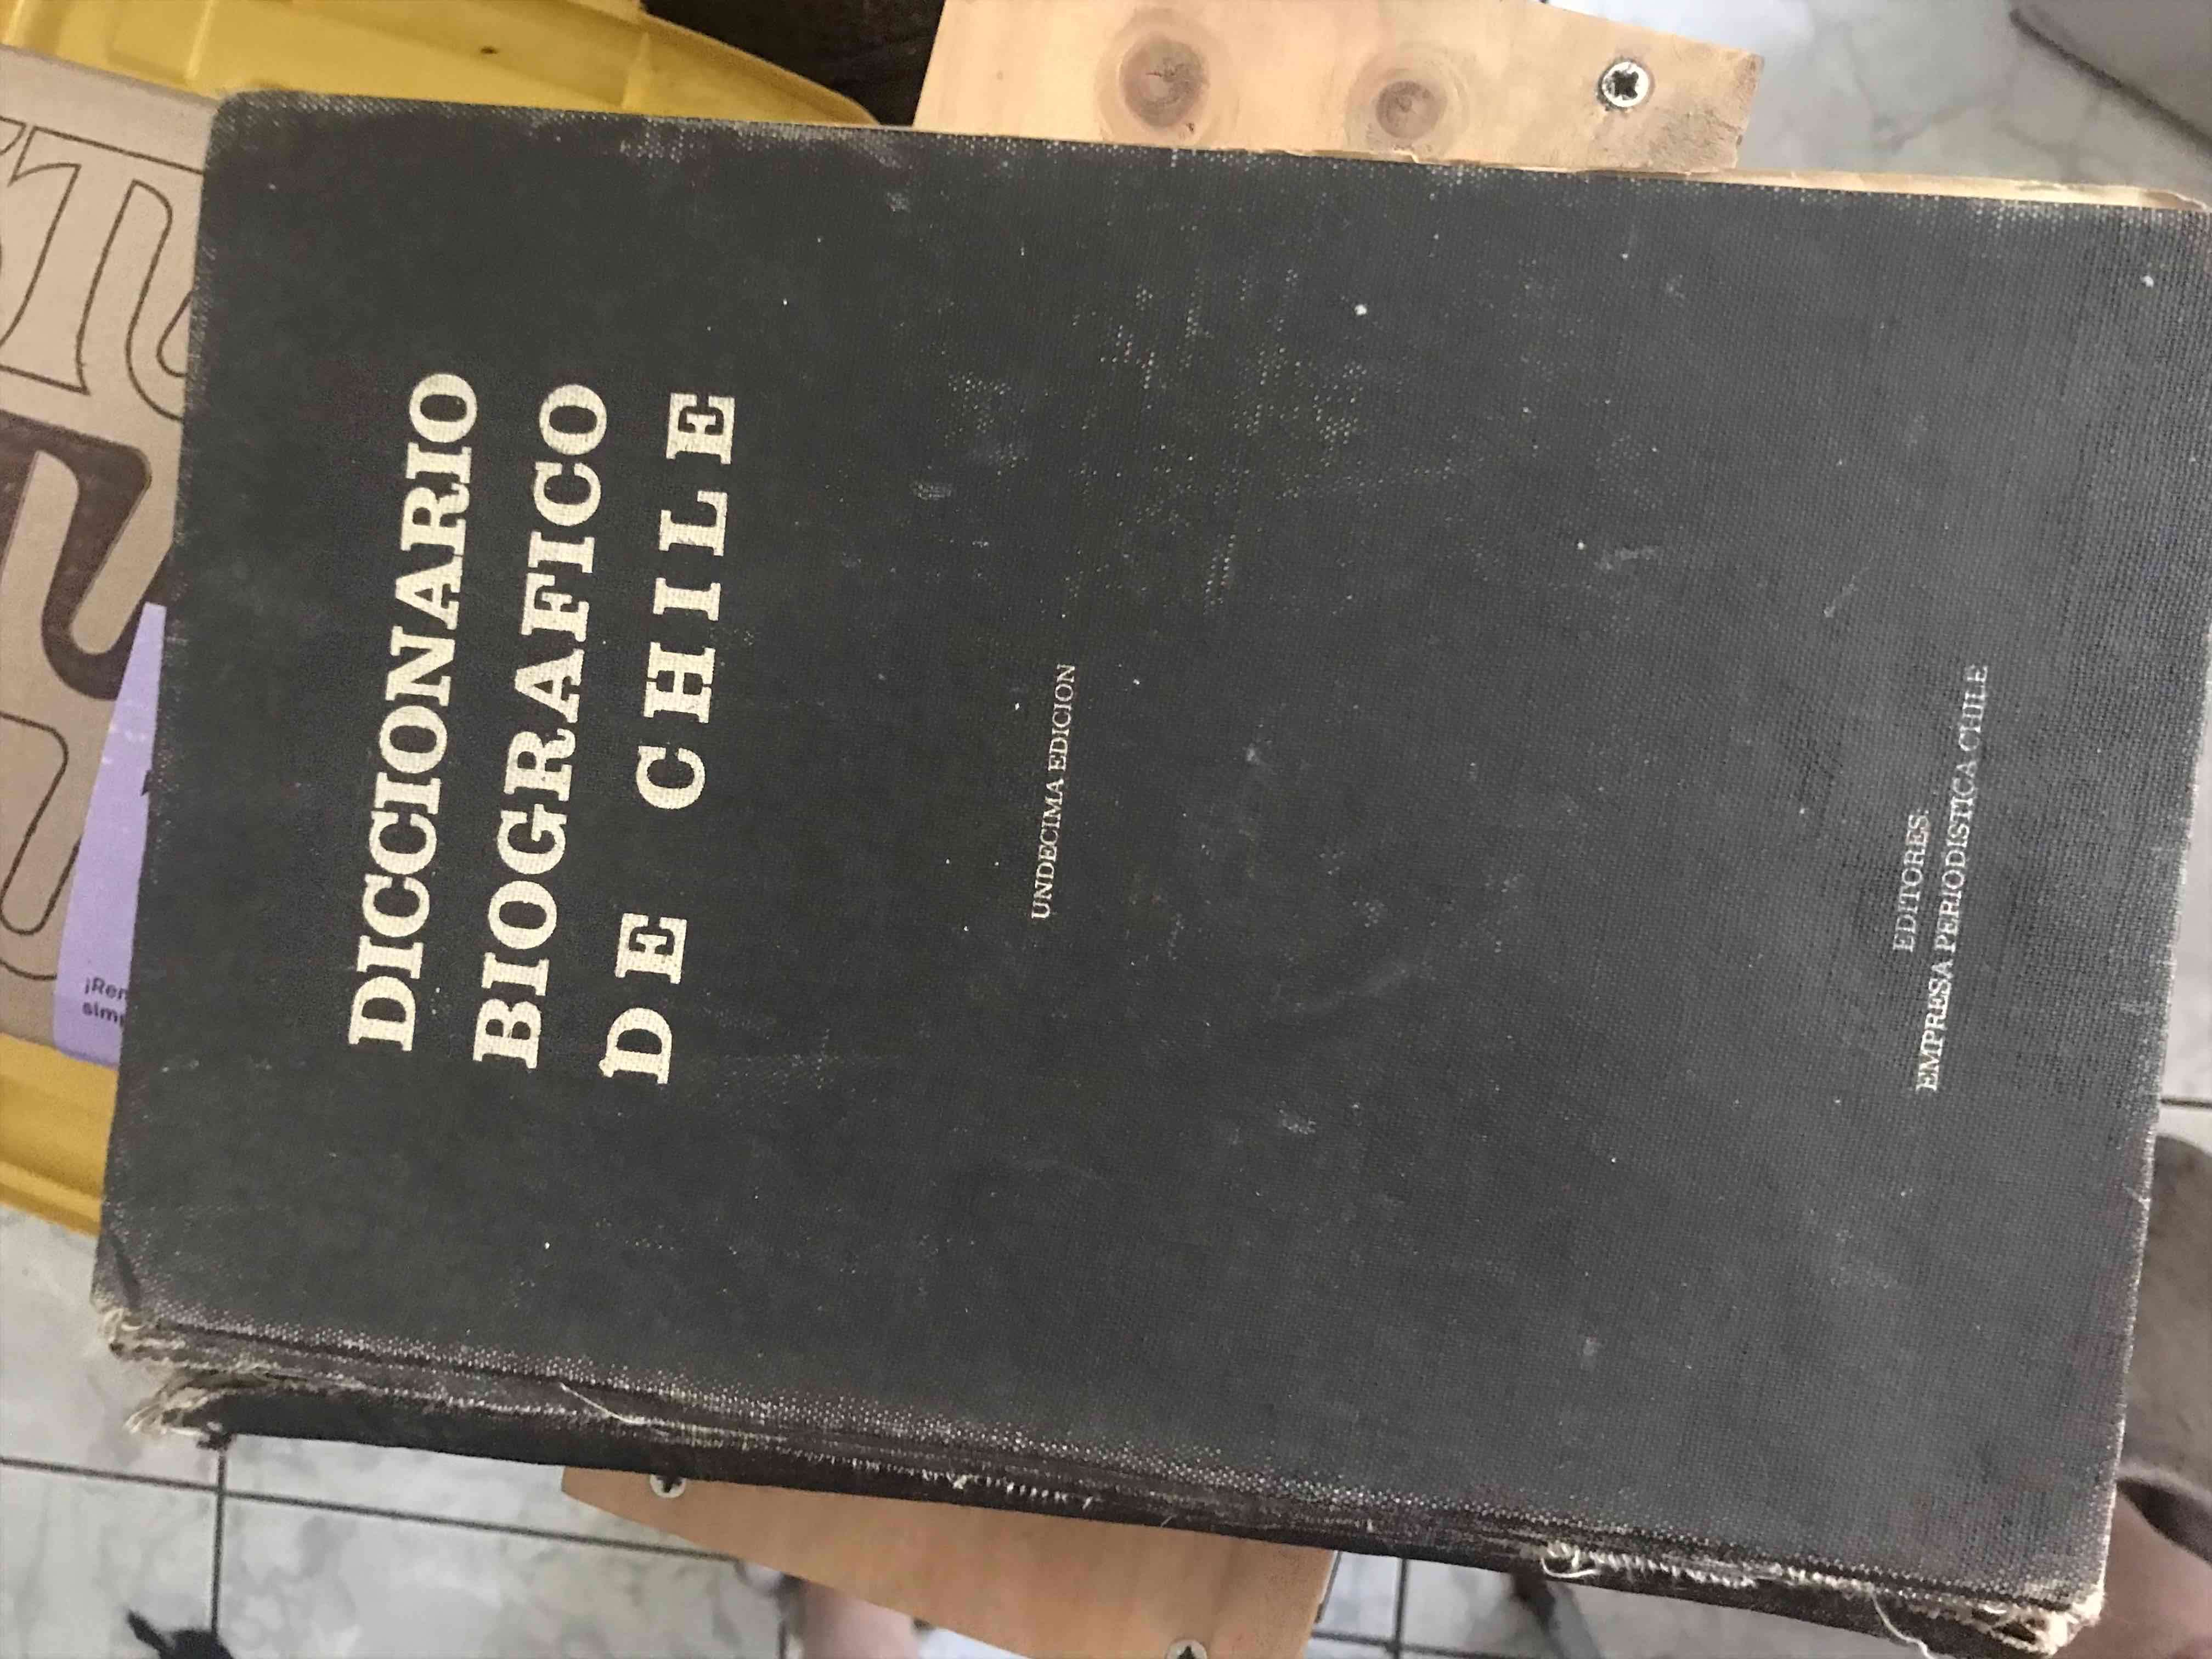 DICCIONARIO
BIOGRAFICO
DE CHILE
UNDECIMA EDICION
EDITORES:
EMPRESA PERIODISTICA CHILE